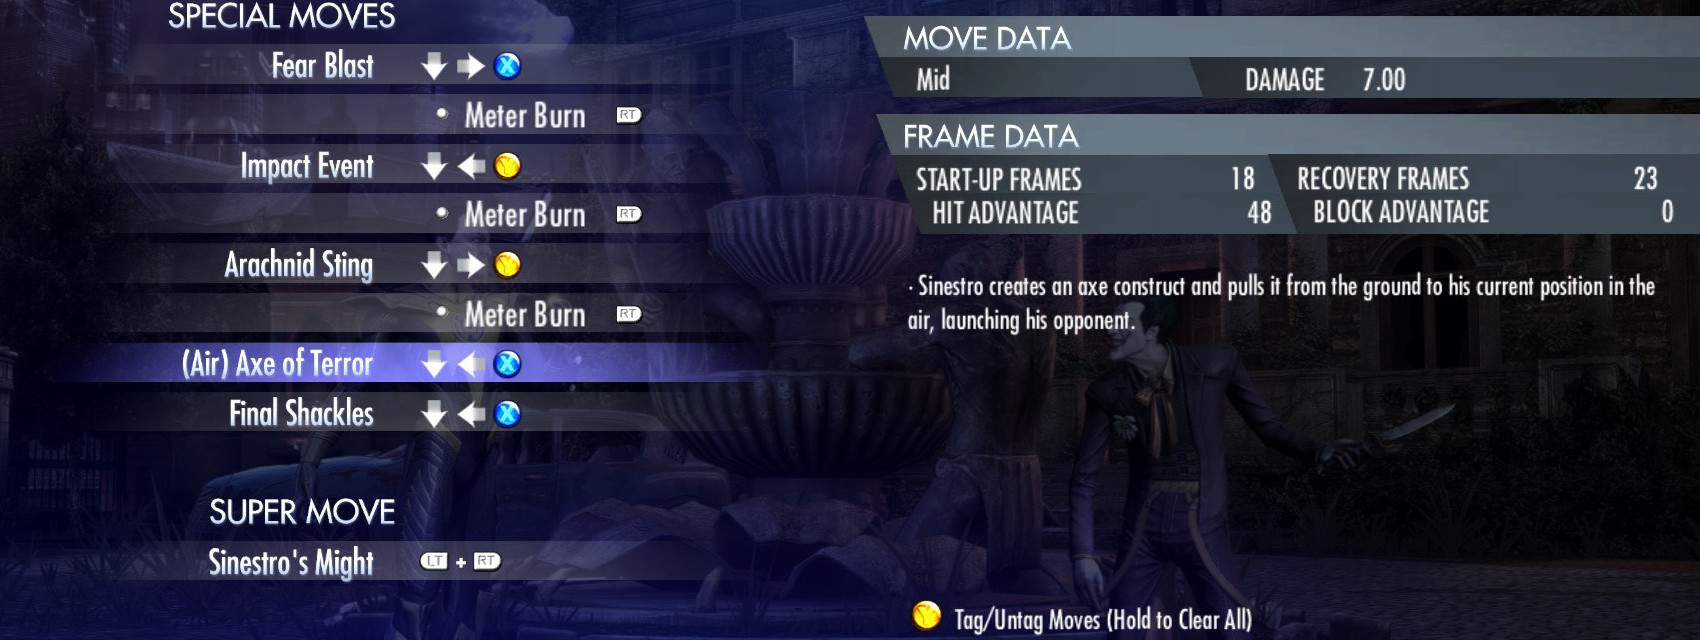 SPECIAL MOVES
Fear Blast X
• Meter Burn RT
Impact Event Y
• Meter Burn RT
Arachnid Sting Y
• Meter Burn RT
(Air) Axe of Terror X
Final Shackles X
SUPER MOVE
Sinestro's Might LT + RT
MOVE DATA
Mid DAMAGE 7.00
FRAME DATA
START-UP FRAMES 18 RECOVERY FRAMES 23
HIT ADVANTAGE 48 BLOCK ADVANTAGE 0
· Sinestro creates an axe construct and pulls it from the ground to his current position in the
air, launching his opponent.
Y Tag/Untag Moves (Hold to Clear All)